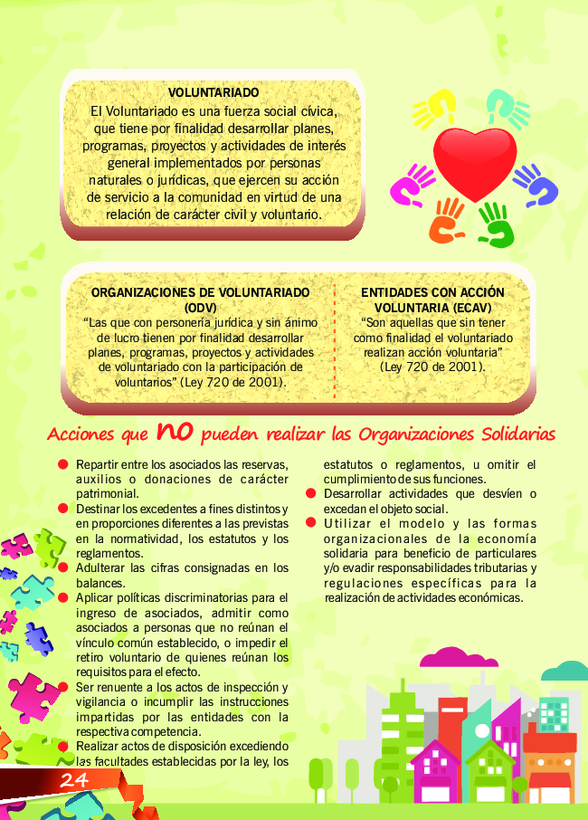 VOLUNTARIADO
El Voluntariado es una fuerza social cívica,
que tiene por finalidad desarrollar planes,
programas, proyectos y actividades de interés
general implementados por personas
naturales o jurídicas, que ejercen su acción
de servicio a la comunidad en virtud de una
relación de carácter civil y voluntario.
ORGANIZACIONES DE VOLUNTARIADO
(ODV)
“Las que con personería jurídica y sin ánimo
de lucro tienen por finalidad desarrollar
planes, programas, proyectos y actividades
de voluntariado con la participación de
voluntarios” (Ley 720 de 2001).
ENTIDADES CON ACCIÓN
VOLUNTARIA (ECAV)
“Son aquellas que sin tener
como finalidad el voluntariado
realizan acción voluntaria”
(Ley 720 de 2001).
Acciones que no pueden realizar las Organizaciones Solidarias
Repartir entre los asociados las reservas,
auxilios o donaciones de carácter
patrimonial.
Destinar los excedentes a fines distintos y
en proporciones diferentes a las previstas
en la normatividad, los estatutos y los
reglamentos.
Adulterar las cifras consignadas en los
balances.
Aplicar políticas discriminatorias para el
ingreso de asociados, admitir como
asociados a personas que no reúnan el
vínculo común establecido, o impedir el
retiro voluntario de quienes reúnan los
requisitos para el efecto.
Ser renuente a los actos de inspección y
vigilancia o incumplir las instrucciones
impartidas por las entidades con la
respectiva competencia.
Realizar actos de disposición excediendo
las facultades establecidas por la ley, los
estatutos o reglamentos, u omitir el
cumplimiento de sus funciones.
Desarrollar actividades que desvíen o
excedan el objeto social.
Utilizar el modelo y las formas
organizacionales de la economía
solidaria para beneficio de particulares
y/o evadir responsabilidades tributarias y
regulaciones específicas para la
realización de actividades económicas.
24